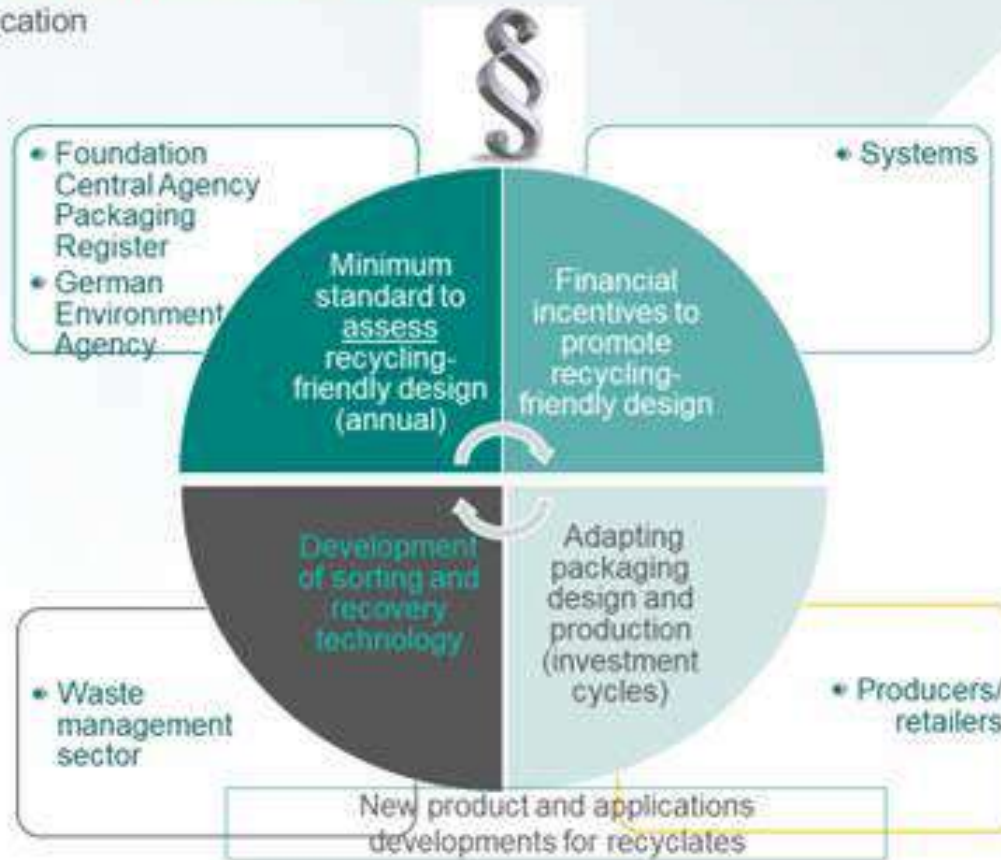 cation
§
• Foundation
Central Agency
Packaging
Register
• German
Environment
Agency
• Systems
Minimum
standard to
assess
recycling-
friendly design
(annual)
Financial
incentives to
promote
recycling-
friendly design
Development
of sorting and
recovery
technology
Adapting
packaging
design and
production
(investment
cycles)
• Waste
management
sector
• Producers/
retailers
New product and applications
developments for recyclates